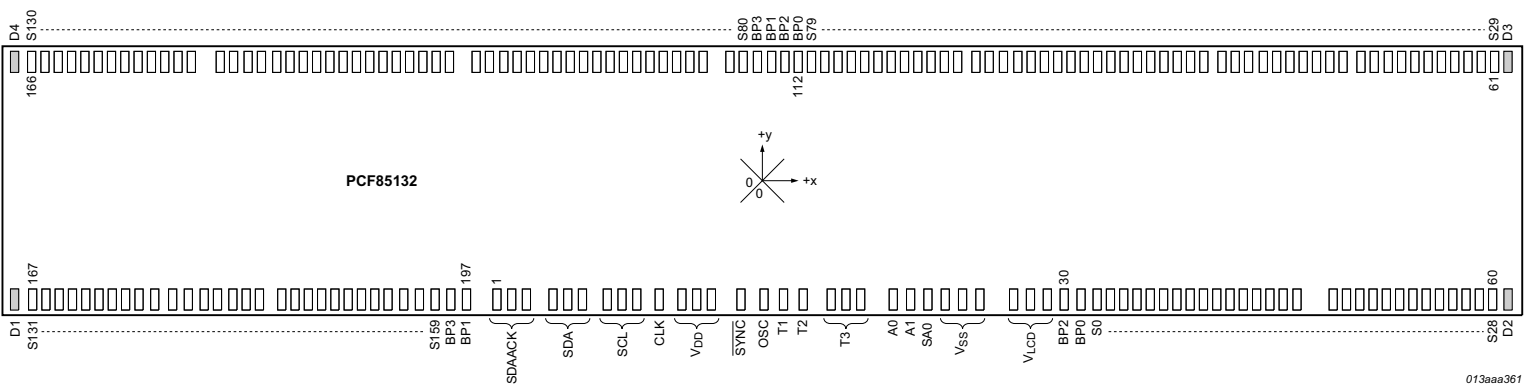 D4 S130 S80 BP3 BP1 BP2 BP0 S79 S29 D3
166 112 61
+y
0 +x
0
PCF85132
167 197 1 30 60
D1 S131 S159 BP3 BP1 SDAACK SDA SCL CLK VDD SYNC OSC T1 T2 T3 A0 A1 SA0 VSS VLCD BP2 BP0 S0 S28 D2
013aaa361